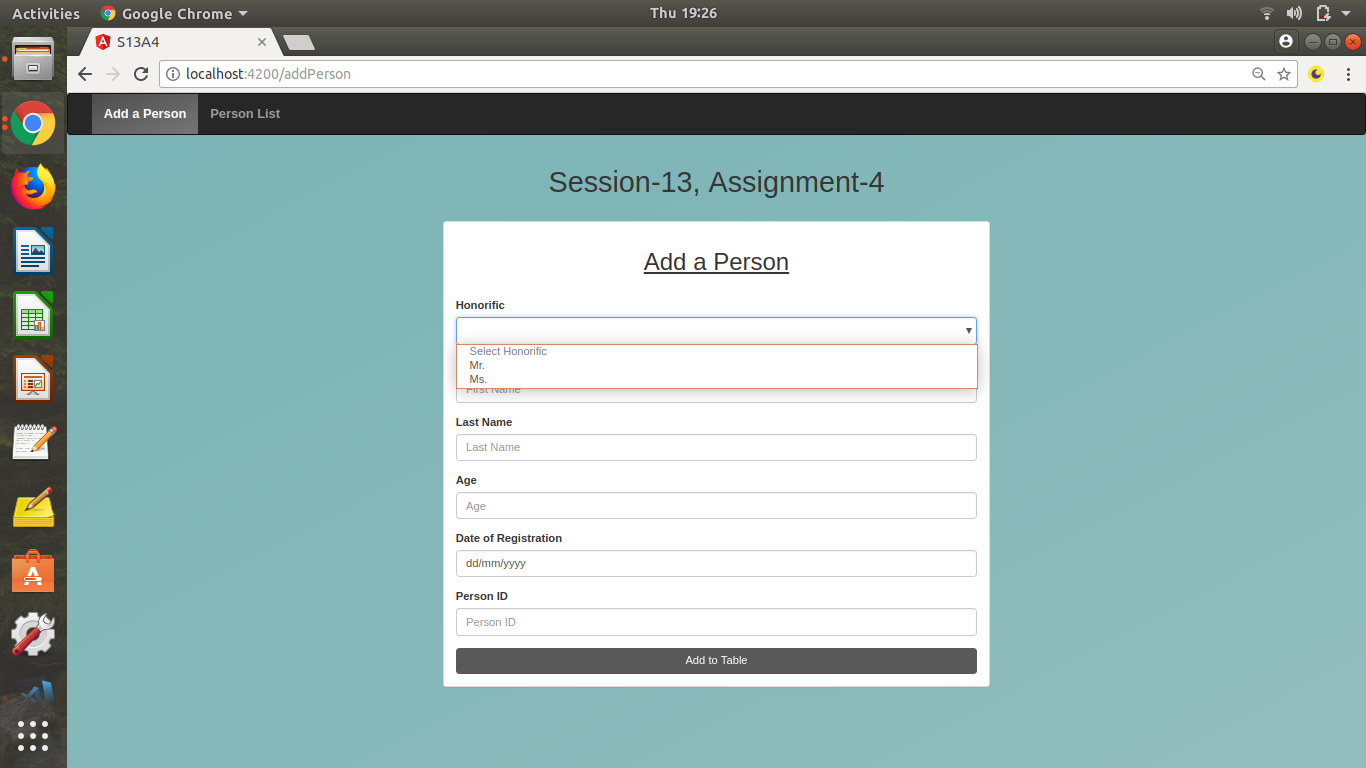 Activities
Google Chrome
Thu 19:26
S13A4
localhost:4200/addPerson
Add a Person
Person List
Session-13, Assignment-4
Add a Person
Honorific
Select Honorific
Mr.
Ms.
First Name
Last Name
Last Name
Age
Age
Date of Registration
dd/mm/yyyy
Person ID
Person ID
Add to Table